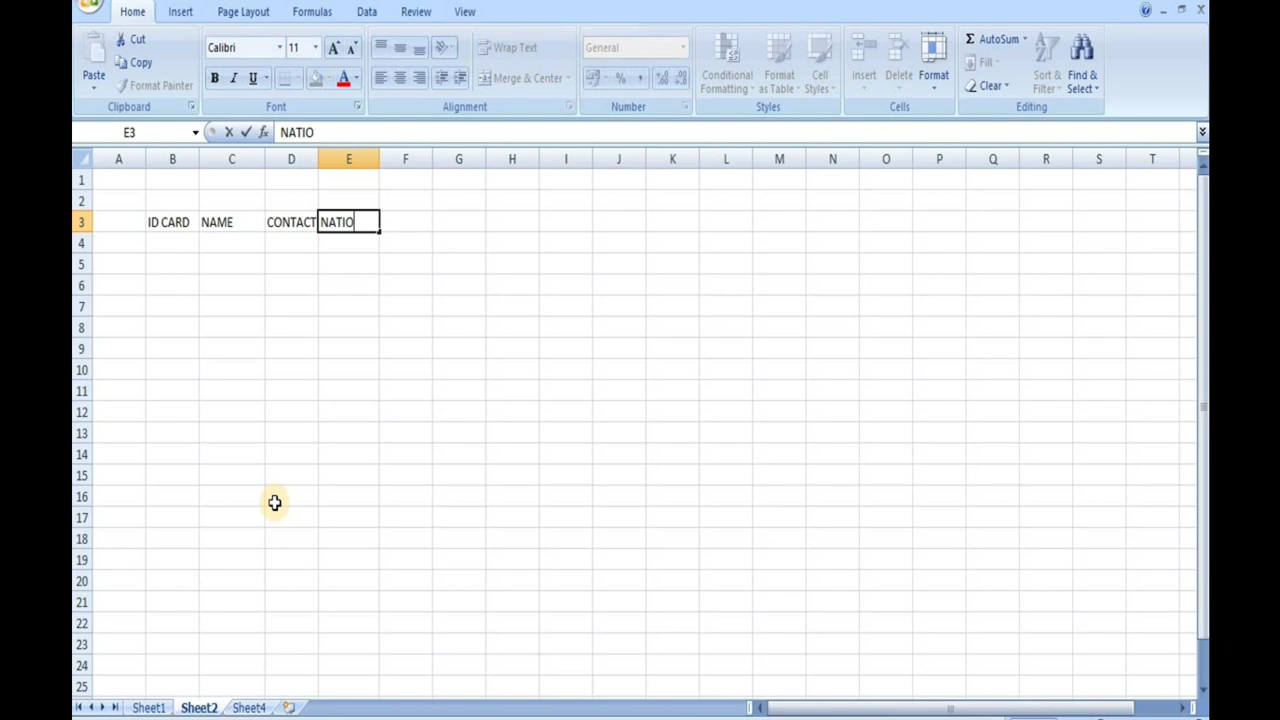 Home Insert Page Layout Formulas Data Review View
Cut Calibri 11 A A Wrap Text General AutoSum
Copy Fill
Paste Format Painter B I U A Merge & Center % , Conditional Formatting Format as Table Cell Styles Insert Delete Format Clear Sort & Filter Find & Select
Clipboard Font Alignment Number Styles Cells Editing
E3 fx NATIO
A B C D E F G H I J K L M N O P Q R S T
1
2
3 ID CARD NAME CONTACT NATIO
4
5
6
7
8
9
10
11
12
13
14
15
16
17
18
19
20
21
22
23
24
25
Sheet1 Sheet2 Sheet4